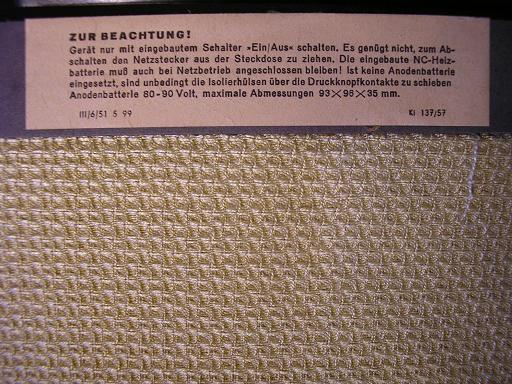 ZUR BEACHTUNG!
Gerät nur mit eingebautem Schalter »Ein/Aus« schalten. Es genügt nicht, zum Ab-
schalten den Netzstecker aus der Steckdose zu ziehen. Die eingebaute NC-Heiz-
batterie muß auch bei Netzbetrieb angeschlossen bleiben! Ist keine Anodenbatterie
eingesetzt, sind unbedingt die Isolierhülsen über die Druckknopfkontakte zu schieben
Anodenbatterie 80-90 Volt, maximale Abmessungen 93×96×35 mm.
III/6/51 5 99 Ki 137/57